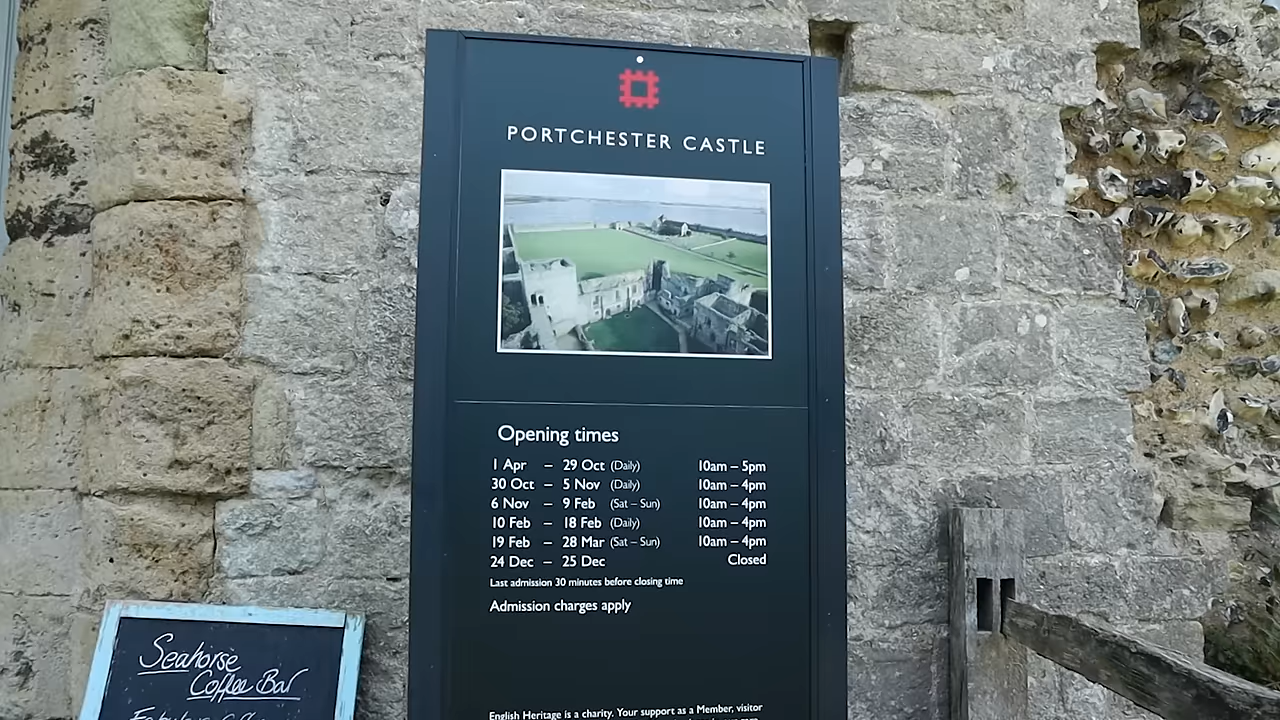 PORTCHESTER CASTLE
Opening times
1 Apr – 29 Oct (Daily) 10am – 5pm
30 Oct – 5 Nov (Daily) 10am – 4pm
6 Nov – 9 Feb (Sat – Sun) 10am – 4pm
10 Feb – 18 Feb (Daily) 10am – 4pm
19 Feb – 28 Mar (Sat – Sun) 10am – 4pm
24 Dec – 25 Dec Closed
Last admission 30 minutes before closing time
Admission charges apply
English Heritage is a charity. Your support as a Member, visitor
Seahorse
Coffee Bar